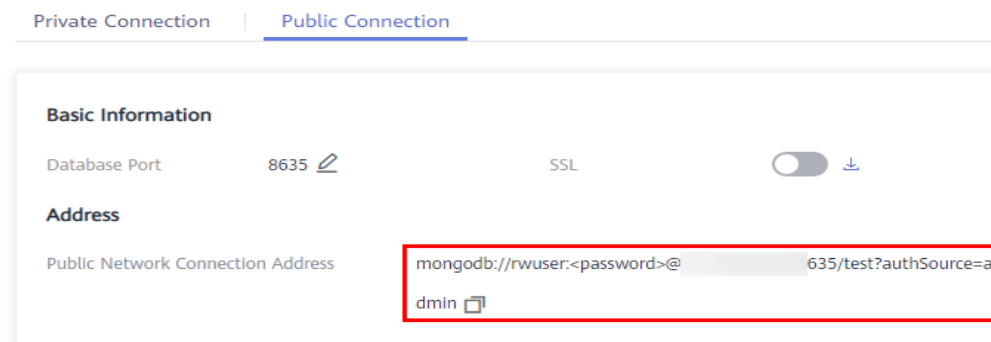 Private Connection Public Connection
Basic Information
Database Port 8635 SSL
Address
Public Network Connection Address mongodb://rwuser:<password>@ 635/test?authSource=a
dmin